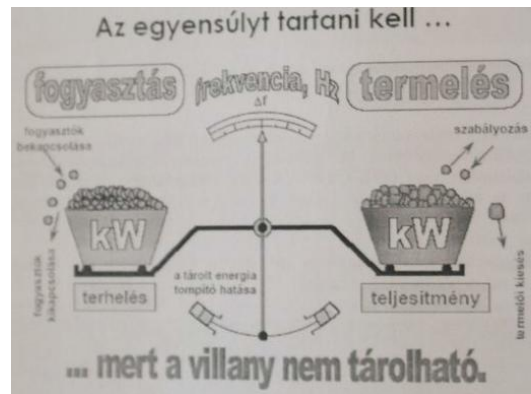 Az egyensúlyt tartani kell ...
fogyasztás
frekvencia, Hz
termelés
Δf
fogyasztók
bekapcsolása
szabályozás
kW
kW
fogyasztók
kikapcsolása
a tárolt energia
tompító hatása
termelői kiesés
terhelés
teljesítmény
... mert a villany nem tárolható.